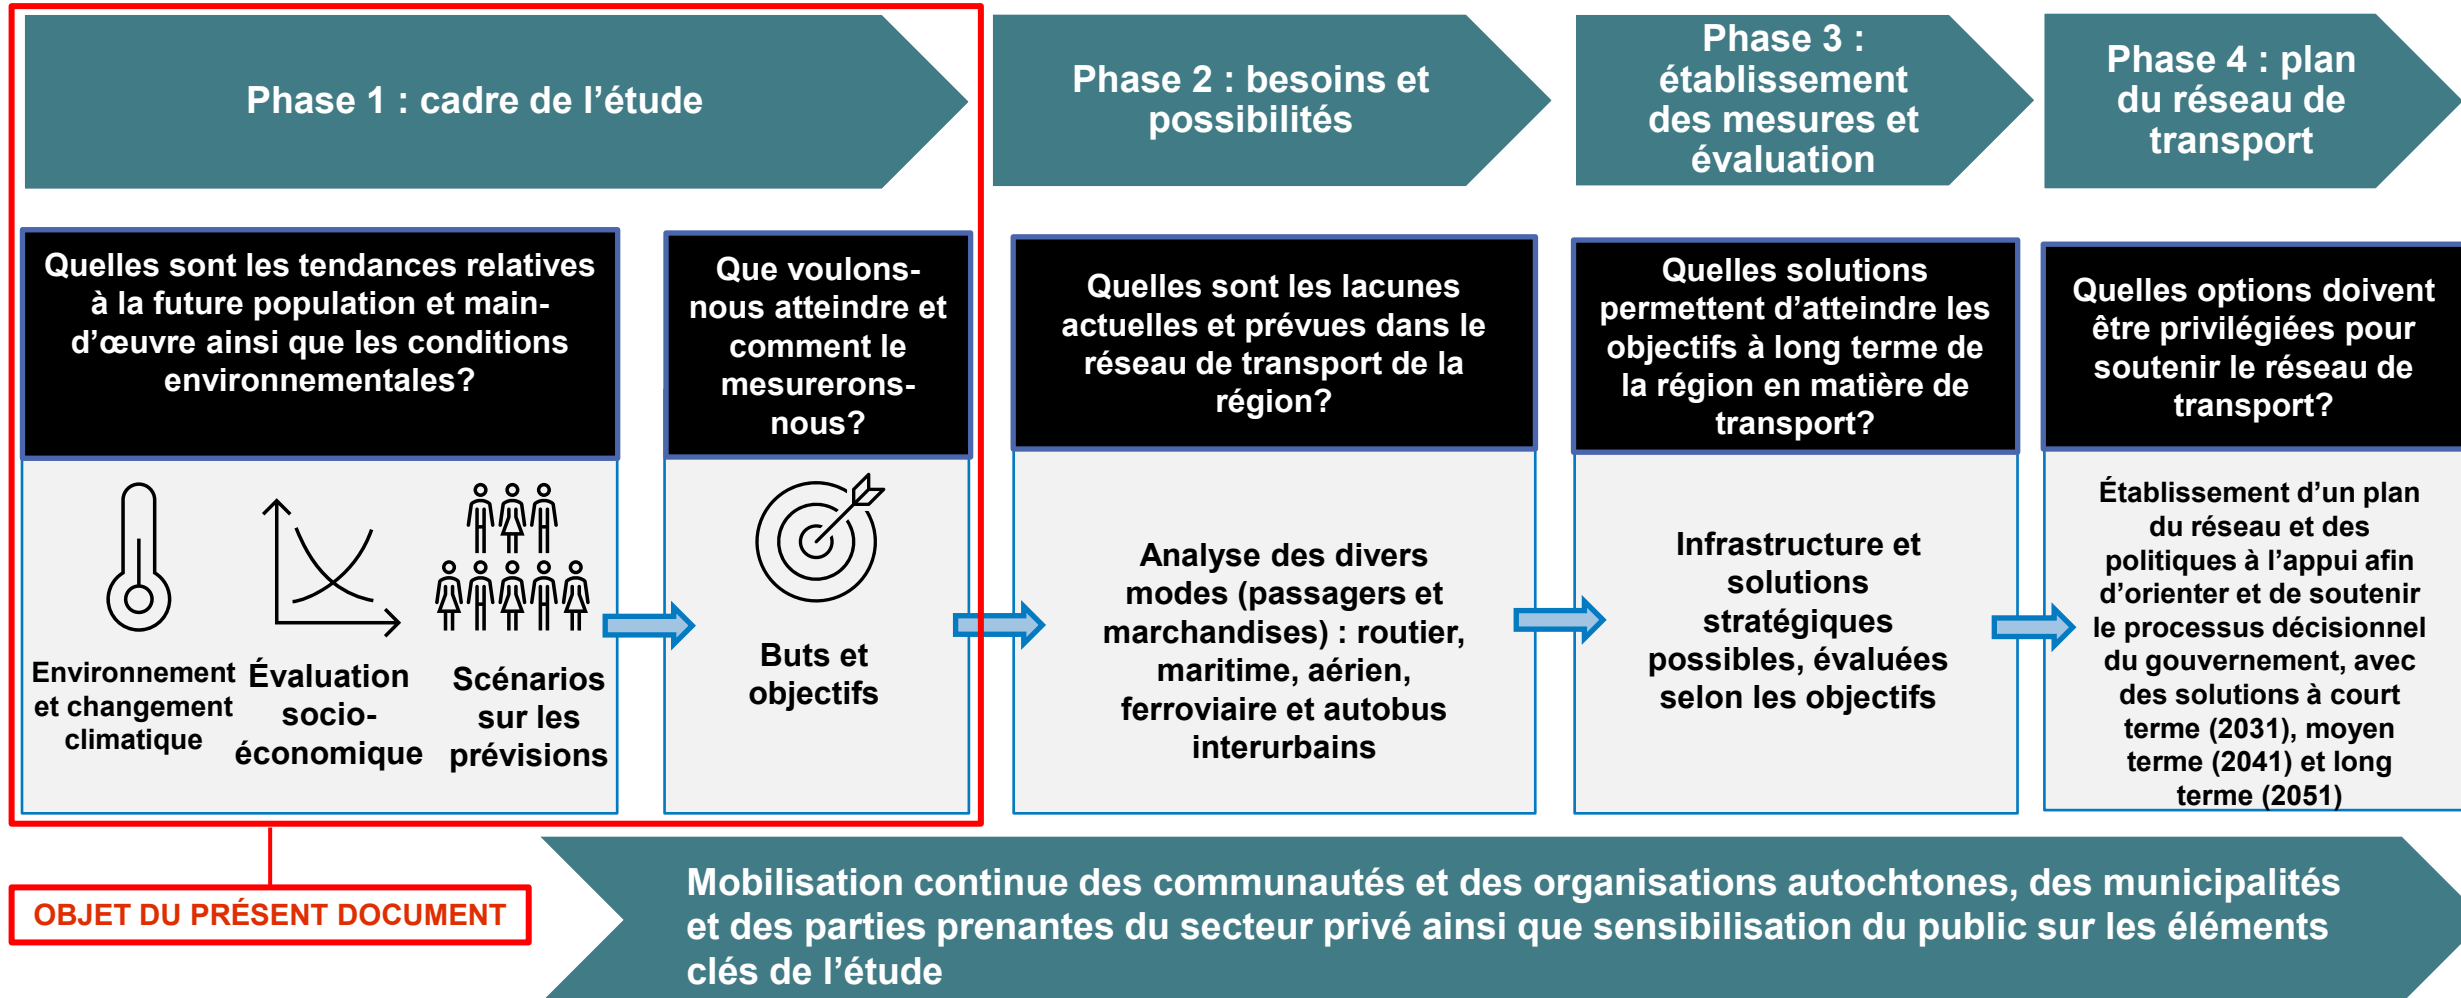 Phase 1 : cadre de l’étude
Phase 2 : besoins et
possibilités
Phase 3 :
établissement
des mesures et
évaluation
Phase 4 : plan
du réseau de
transport
Quelles sont les tendances relatives
à la future population et main-
d’œuvre ainsi que les conditions
environnementales?
Que voulons-
nous atteindre et
comment le
mesurerons-
nous?
Quelles sont les lacunes
actuelles et prévues dans le
réseau de transport de la
région?
Quelles solutions
permettent d’atteindre les
objectifs à long terme de
la région en matière de
transport?
Quelles options doivent
être privilégiées pour
soutenir le réseau de
transport?
Environnement
et changement
climatique
Évaluation
socio-
économique
Scénarios
sur les
prévisions
Buts et
objectifs
Analyse des divers
modes (passagers et
marchandises) : routier,
maritime, aérien,
ferroviaire et autobus
interurbains
Infrastructure et
solutions
stratégiques
possibles, évaluées
selon les objectifs
Établissement d’un plan
du réseau et des
politiques à l’appui afin
d’orienter et de soutenir
le processus décisionnel
du gouvernement, avec
des solutions à court
terme (2031), moyen
terme (2041) et long
terme (2051)
OBJET DU PRÉSENT DOCUMENT
Mobilisation continue des communautés et des organisations autochtones, des municipalités
et des parties prenantes du secteur privé ainsi que sensibilisation du public sur les éléments
clés de l’étude